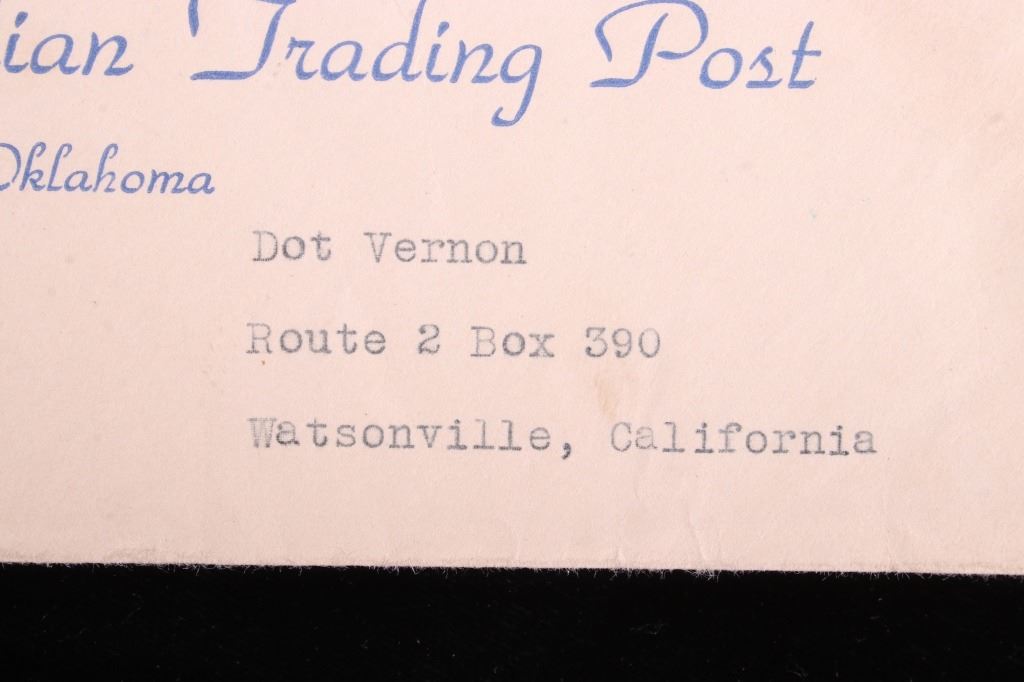 ian Trading Post
Oklahoma
Dot Vernon
Route 2 Box 390
Watsonville, California